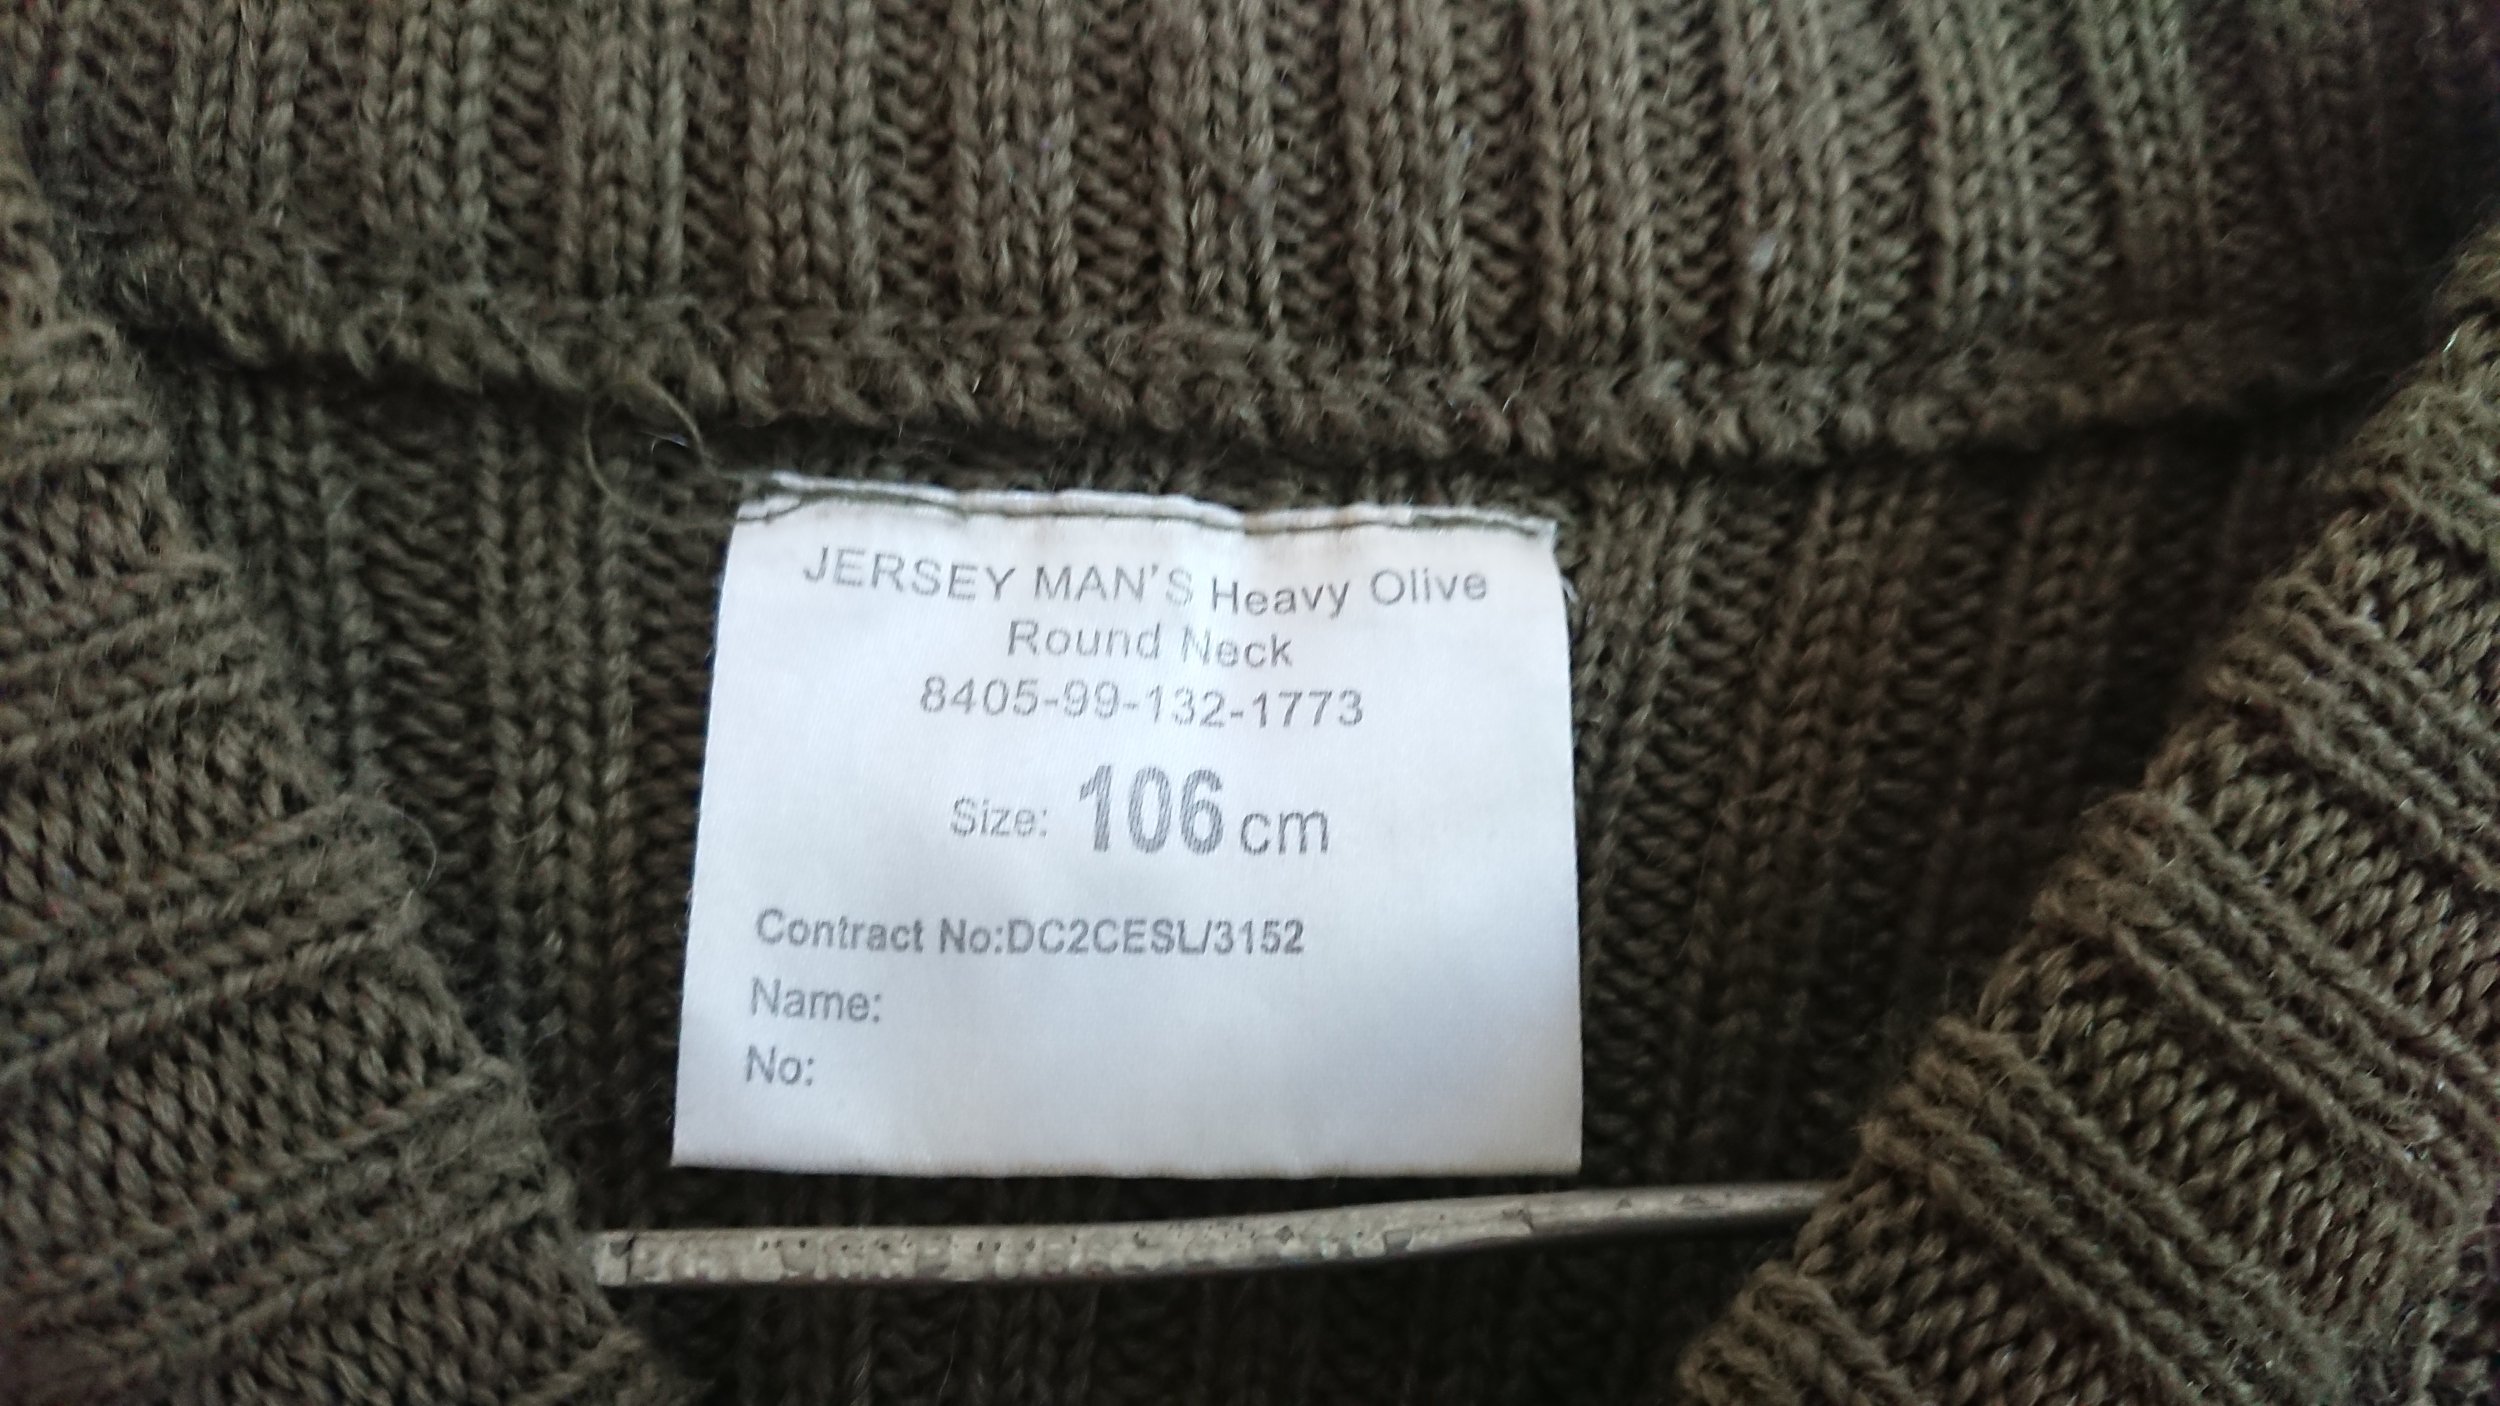 JERSEY MAN'S Heavy Olive
Round Neck
8405-99-132-1773
Size: 106 cm
Contract No:DC2CESL/3152
Name:
No: